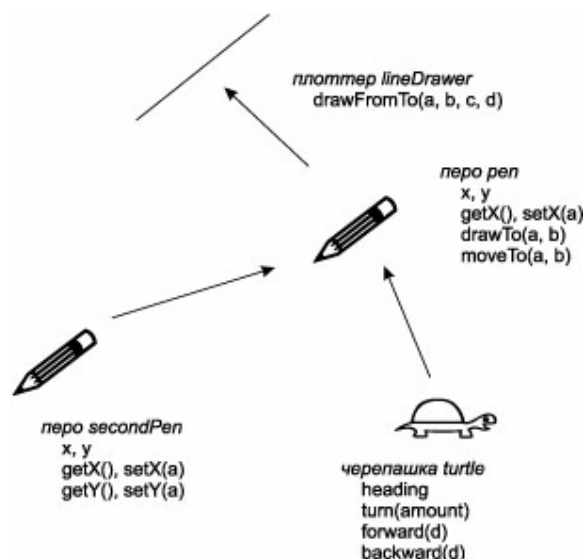 плоттер lineDrawer
drawFromTo(a, b, c, d)
перо pen
x, y
getX(), setX(a)
drawTo(a, b)
moveTo(a, b)
перо secondPen
x, y
getX(), setX(a)
getY(), setY(a)
черепашка turtle
heading
turn(amount)
forward(d)
backward(d)